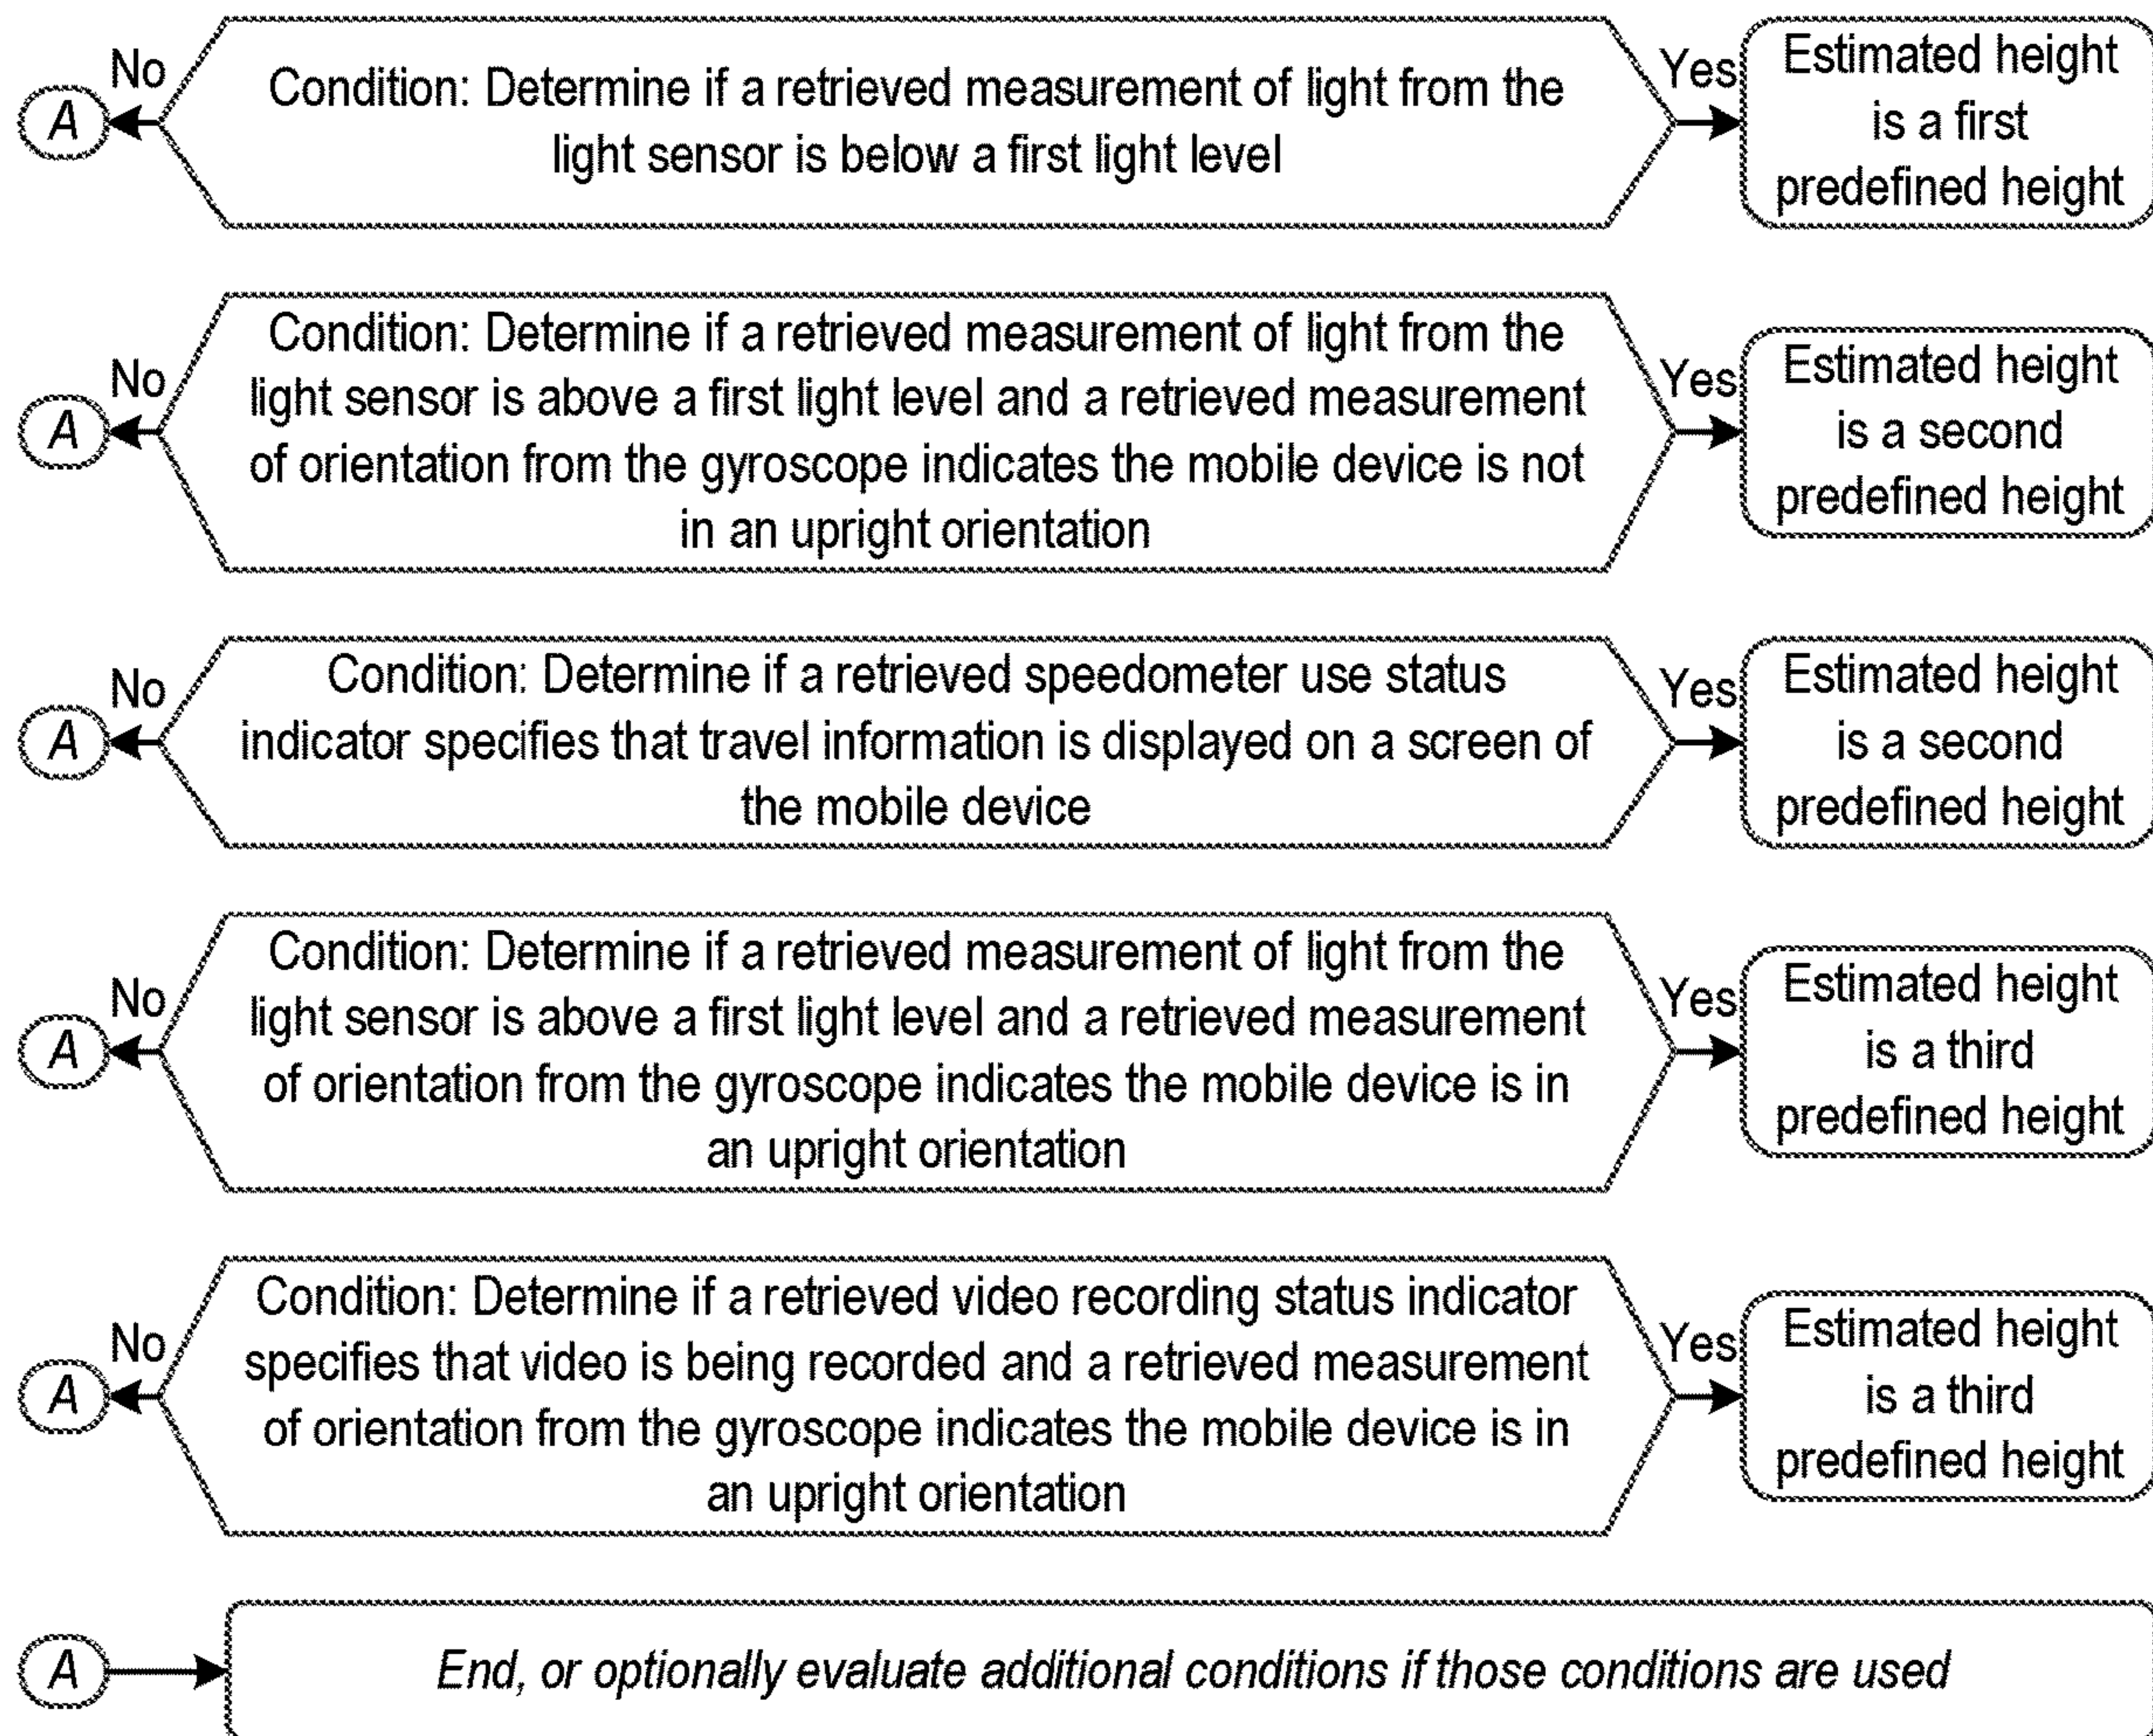 No
A
Condition: Determine if a retrieved measurement of light from the
light sensor is below a first light level
Yes
Estimated height
is a first
predefined height
No
A
Condition: Determine if a retrieved measurement of light from the
light sensor is above a first light level and a retrieved measurement
of orientation from the gyroscope indicates the mobile device is not
in an upright orientation
Yes
Estimated height
is a second
predefined height
No
A
Condition: Determine if a retrieved speedometer use status
indicator specifies that travel information is displayed on a screen of
the mobile device
Yes
Estimated height
is a second
predefined height
No
A
Condition: Determine if a retrieved measurement of light from the
light sensor is above a first light level and a retrieved measurement
of orientation from the gyroscope indicates the mobile device is in
an upright orientation
Yes
Estimated height
is a third
predefined height
No
A
Condition: Determine if a retrieved video recording status indicator
specifies that video is being recorded and a retrieved measurement
of orientation from the gyroscope indicates the mobile device is in
an upright orientation
Yes
Estimated height
is a third
predefined height
A
End, or optionally evaluate additional conditions if those conditions are used